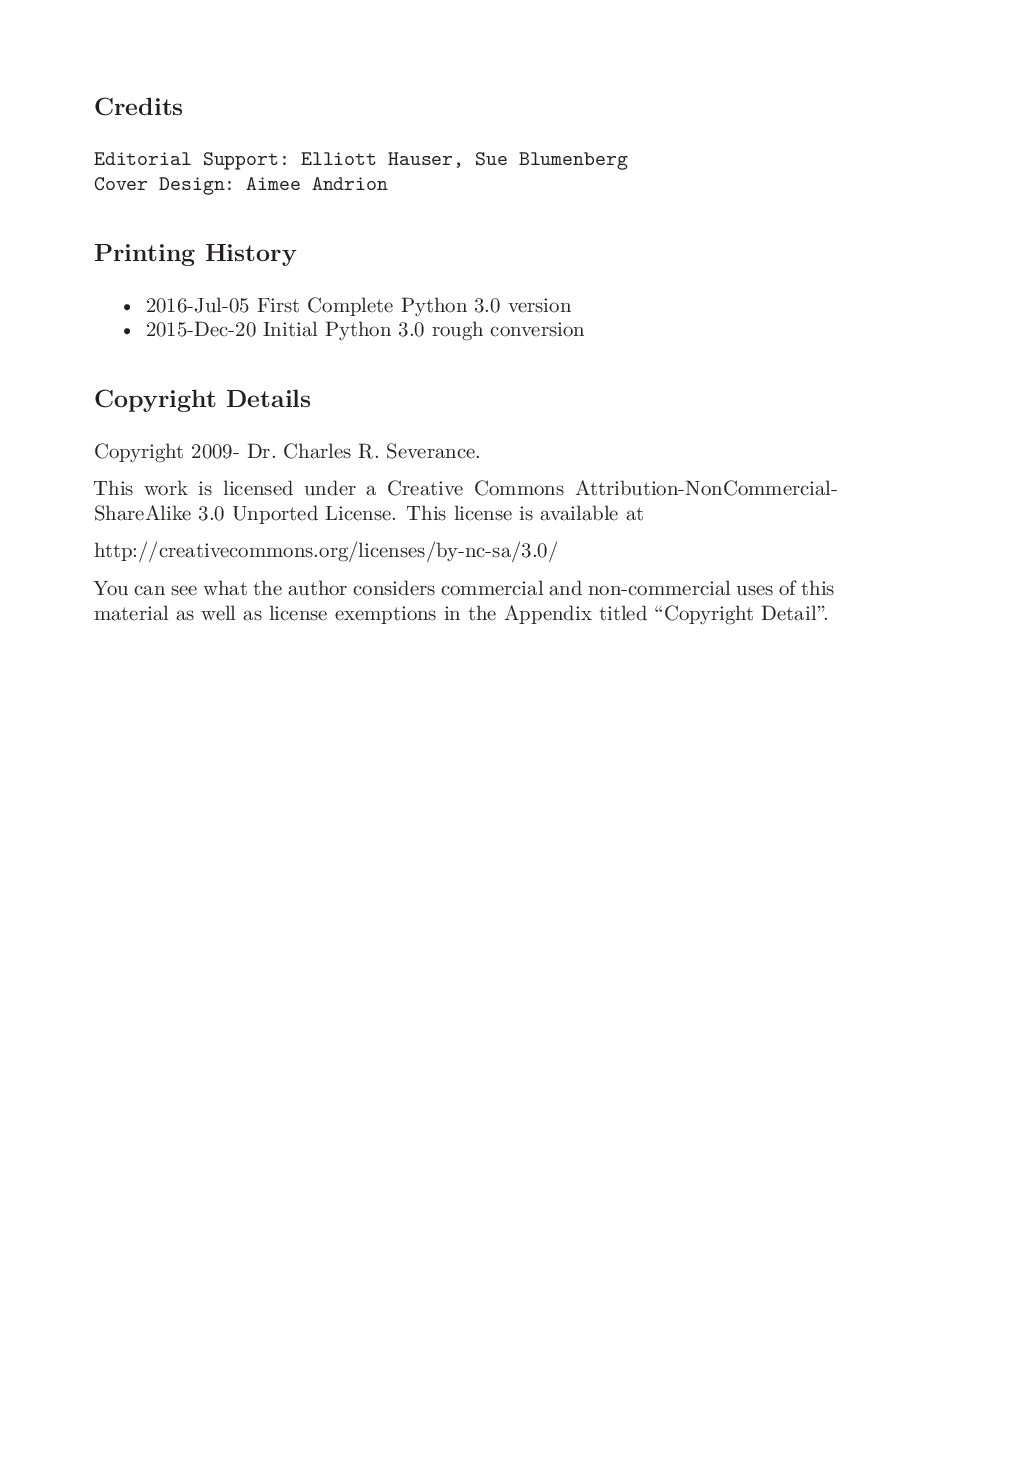 Credits
Editorial Support: Elliott Hauser, Sue Blumenberg
Cover Design: Aimee Andrion
Printing History
• 2016-Jul-05 First Complete Python 3.0 version
• 2015-Dec-20 Initial Python 3.0 rough conversion
Copyright Details
Copyright 2009- Dr. Charles R. Severance.
This work is licensed under a Creative Commons Attribution-NonCommercial-
ShareAlike 3.0 Unported License. This license is available at
http://creativecommons.org/licenses/by-nc-sa/3.0/
You can see what the author considers commercial and non-commercial uses of this
material as well as license exemptions in the Appendix titled “Copyright Detail”.